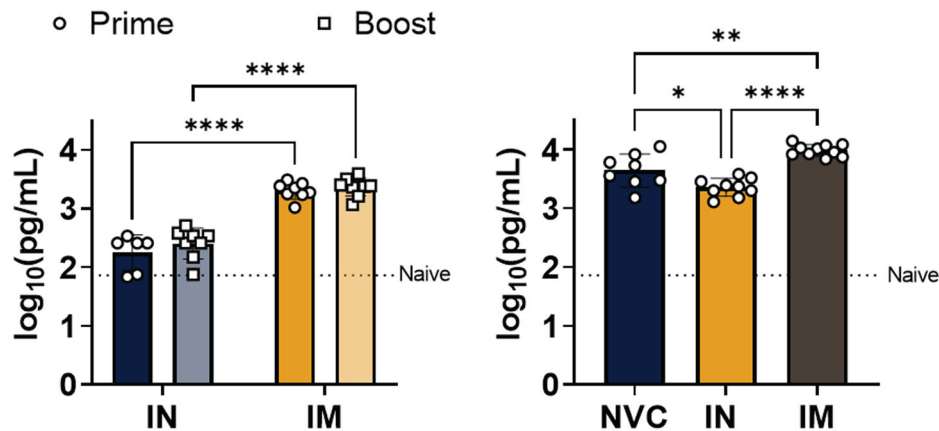 Prime Boost
****
****
log10(pg/mL)
4
3
2
1
0
Naive
IN IM
**
* ****
log10(pg/mL)
4
3
2
1
0
Naive
NVC IN IM